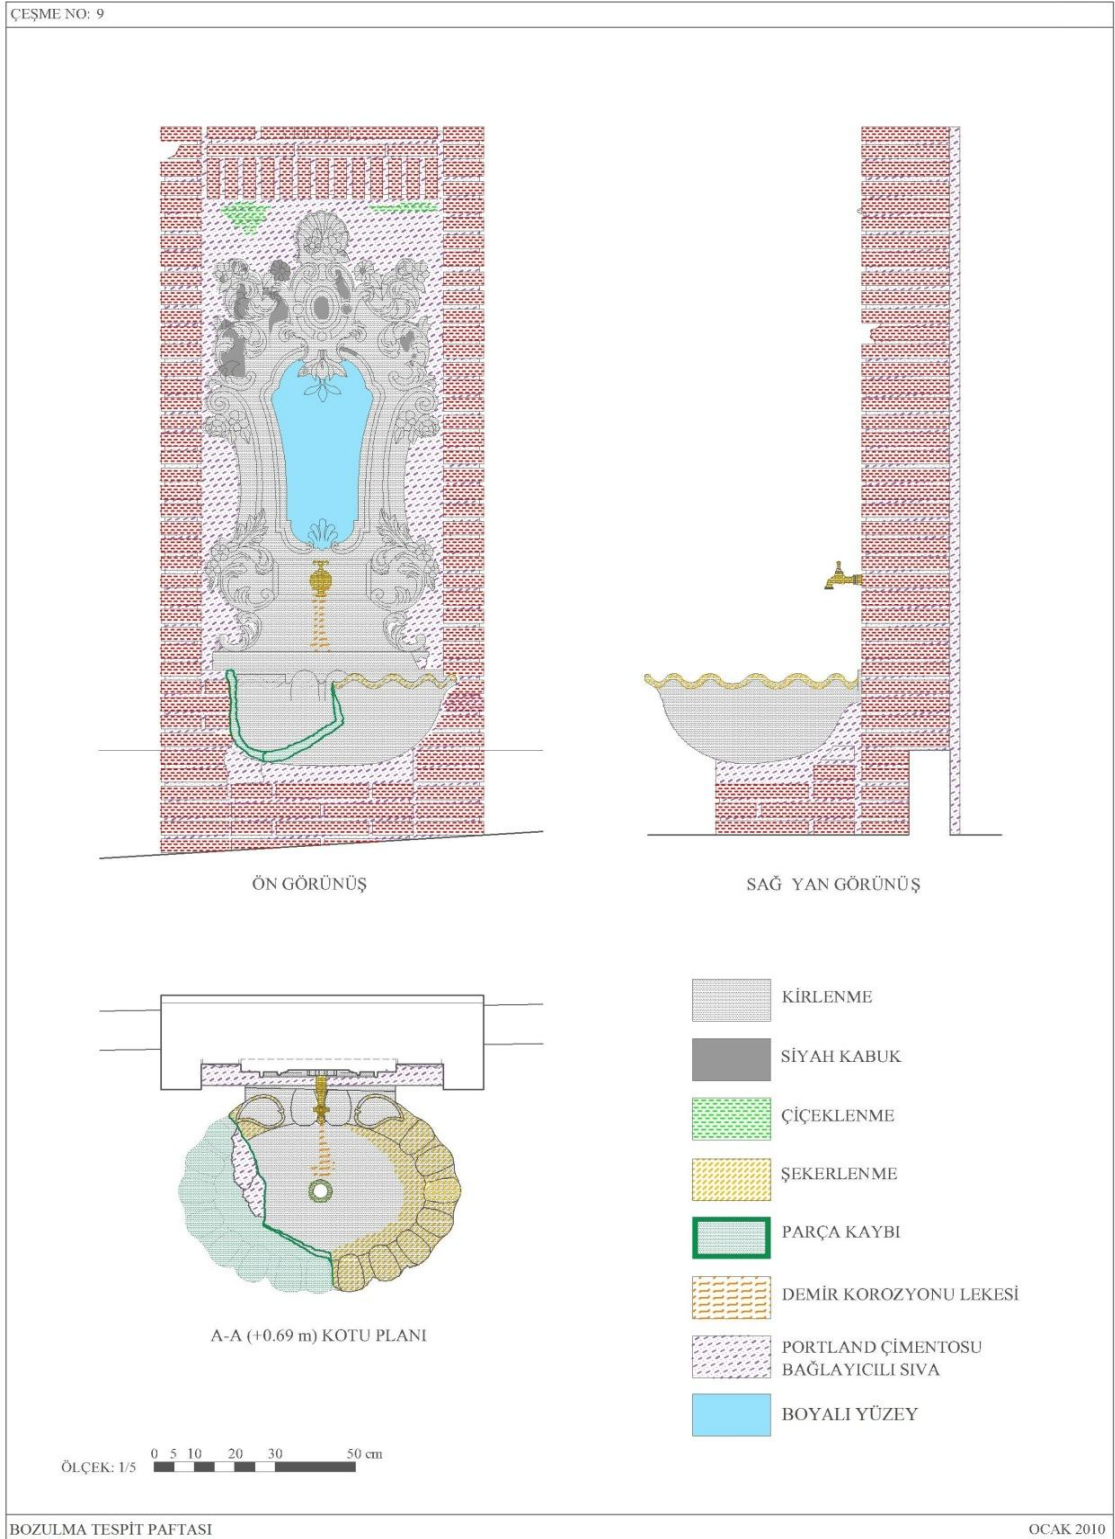 ÇEŞME NO: 9
ÖN GÖRÜNÜŞ
SAĞ YAN GÖRÜNÜŞ
A-A (+0.69 m) KOTU PLANI
KİRLENME
SİYAH KABUK
ÇİÇEKLENME
ŞEKERLENME
PARÇA KAYBI
DEMİR KOROZYONU LEKESİ
PORTLAND ÇİMENTOSU
BAĞLAYICILI SIVA
BOYALI YÜZEY
ÖLÇEK: 1/5
0 5 10 20 30 50 cm
BOZULMA TESPİT PAFTASI
OCAK 2010